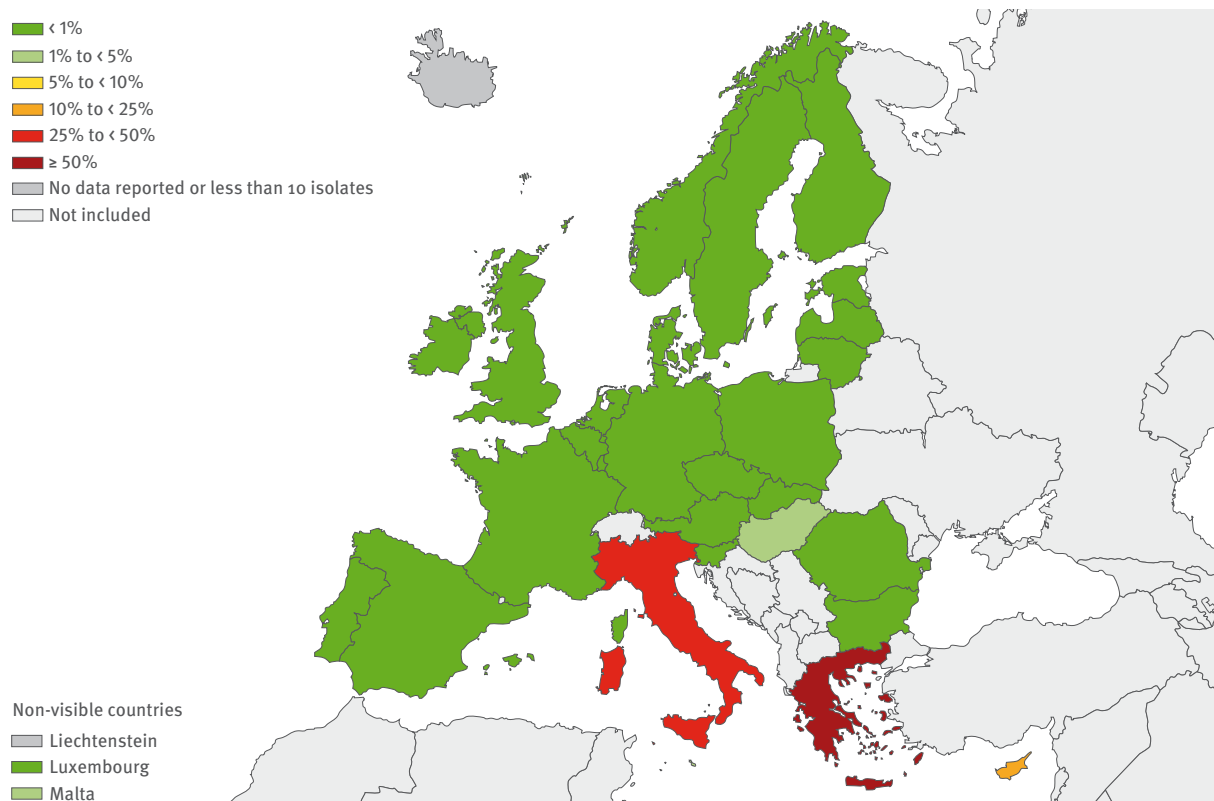 < 1%
1% to < 5%
5% to < 10%
10% to < 25%
25% to < 50%
≥ 50%
No data reported or less than 10 isolates
Not included
Non-visible countries
Liechtenstein
Luxembourg
Malta